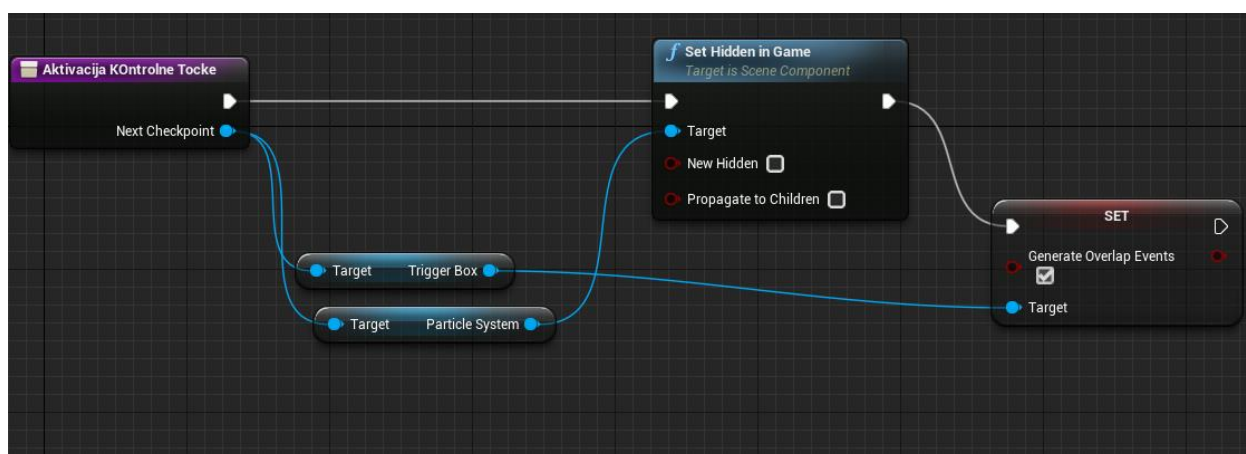 Aktivacija KOntrolne Tocke
Next Checkpoint
f Set Hidden in Game
Target is Scene Component
Target
New Hidden
Propagate to Children
Target Trigger Box
Target Particle System
SET
Generate Overlap Events
Target